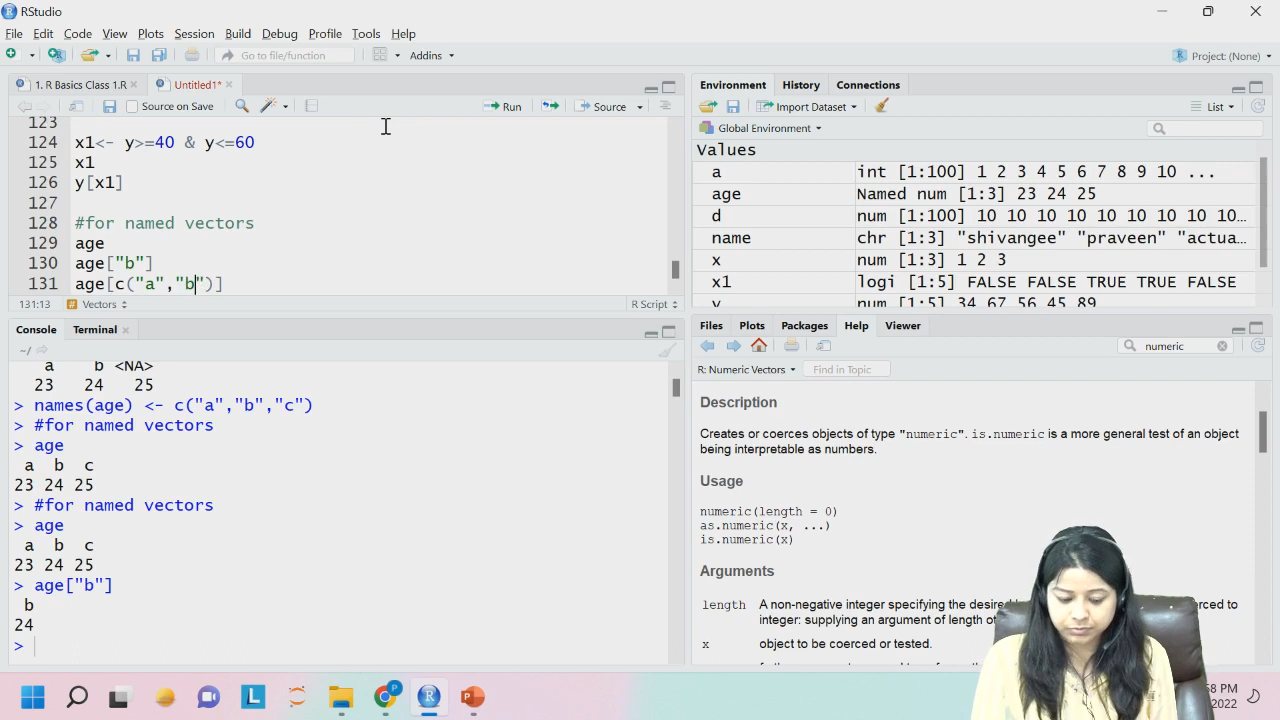 RStudio
File Edit Code View Plots Session Build Debug Profile Tools Help
Go to file/function
Addins
Project: (None)
1. R Basics Class 1.R
Untitled1*
Source on Save
Run
Source
123
124 x1<- y>=40 & y<=60
125 x1
126 y[x1]
127
128 #for named vectors
129 age
130 age["b"]
131 age[c("a","b")]
131:13
Vectors
R Script
Console Terminal
~/
a b <NA>
23 24 25
> names(age) <- c("a","b","c")
> #for named vectors
> age
a b c
23 24 25
> #for named vectors
> age
a b c
23 24 25
> age["b"]
b
24
>
Environment History Connections
Import Dataset
List
Global Environment
Values
a int [1:100] 1 2 3 4 5 6 7 8 9 10 ...
age Named num [1:3] 23 24 25
d num [1:100] 10 10 10 10 10 10 10 10 10 10…
name chr [1:3] "shivangee" "praveen" "actua…
x num [1:3] 1 2 3
x1 logi [1:5] FALSE FALSE TRUE TRUE FALSE
y num [1:5] 34 67 56 45 89
Files Plots Packages Help Viewer
numeric
R: Numeric Vectors
Find in Topic
Description
Creates or coerces objects of type "numeric". is.numeric is a more general test of an object
being interpretable as numbers.
Usage
numeric(length = 0)
as.numeric(x, ...)
is.numeric(x)
Arguments
length A non-negative integer specifying the desired
integer: supplying an argument of length
x object to be coerced or tested.
L
P
R
P
:58 PM
2022